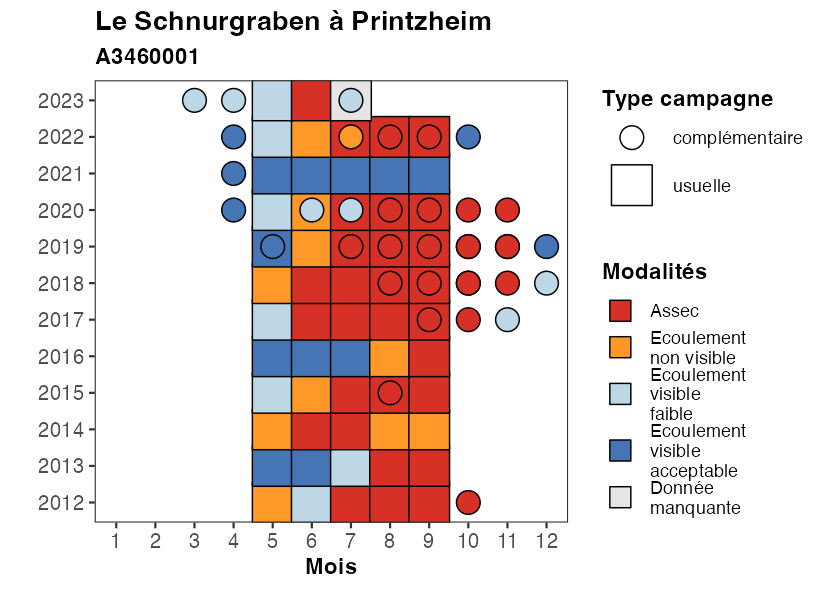 Le Schnurgraben à Printzheim
A3460001
2023
2022
2021
2020
2019
2018
2017
2016
2015
2014
2013
2012
1 2 3 4 5 6 7 8 9 10 11 12
Mois
Type campagne
complémentaire
usuelle
Modalités
Assec
Ecoulement
non visible
Ecoulement
visible
faible
Ecoulement
visible
acceptable
Donnée
manquante